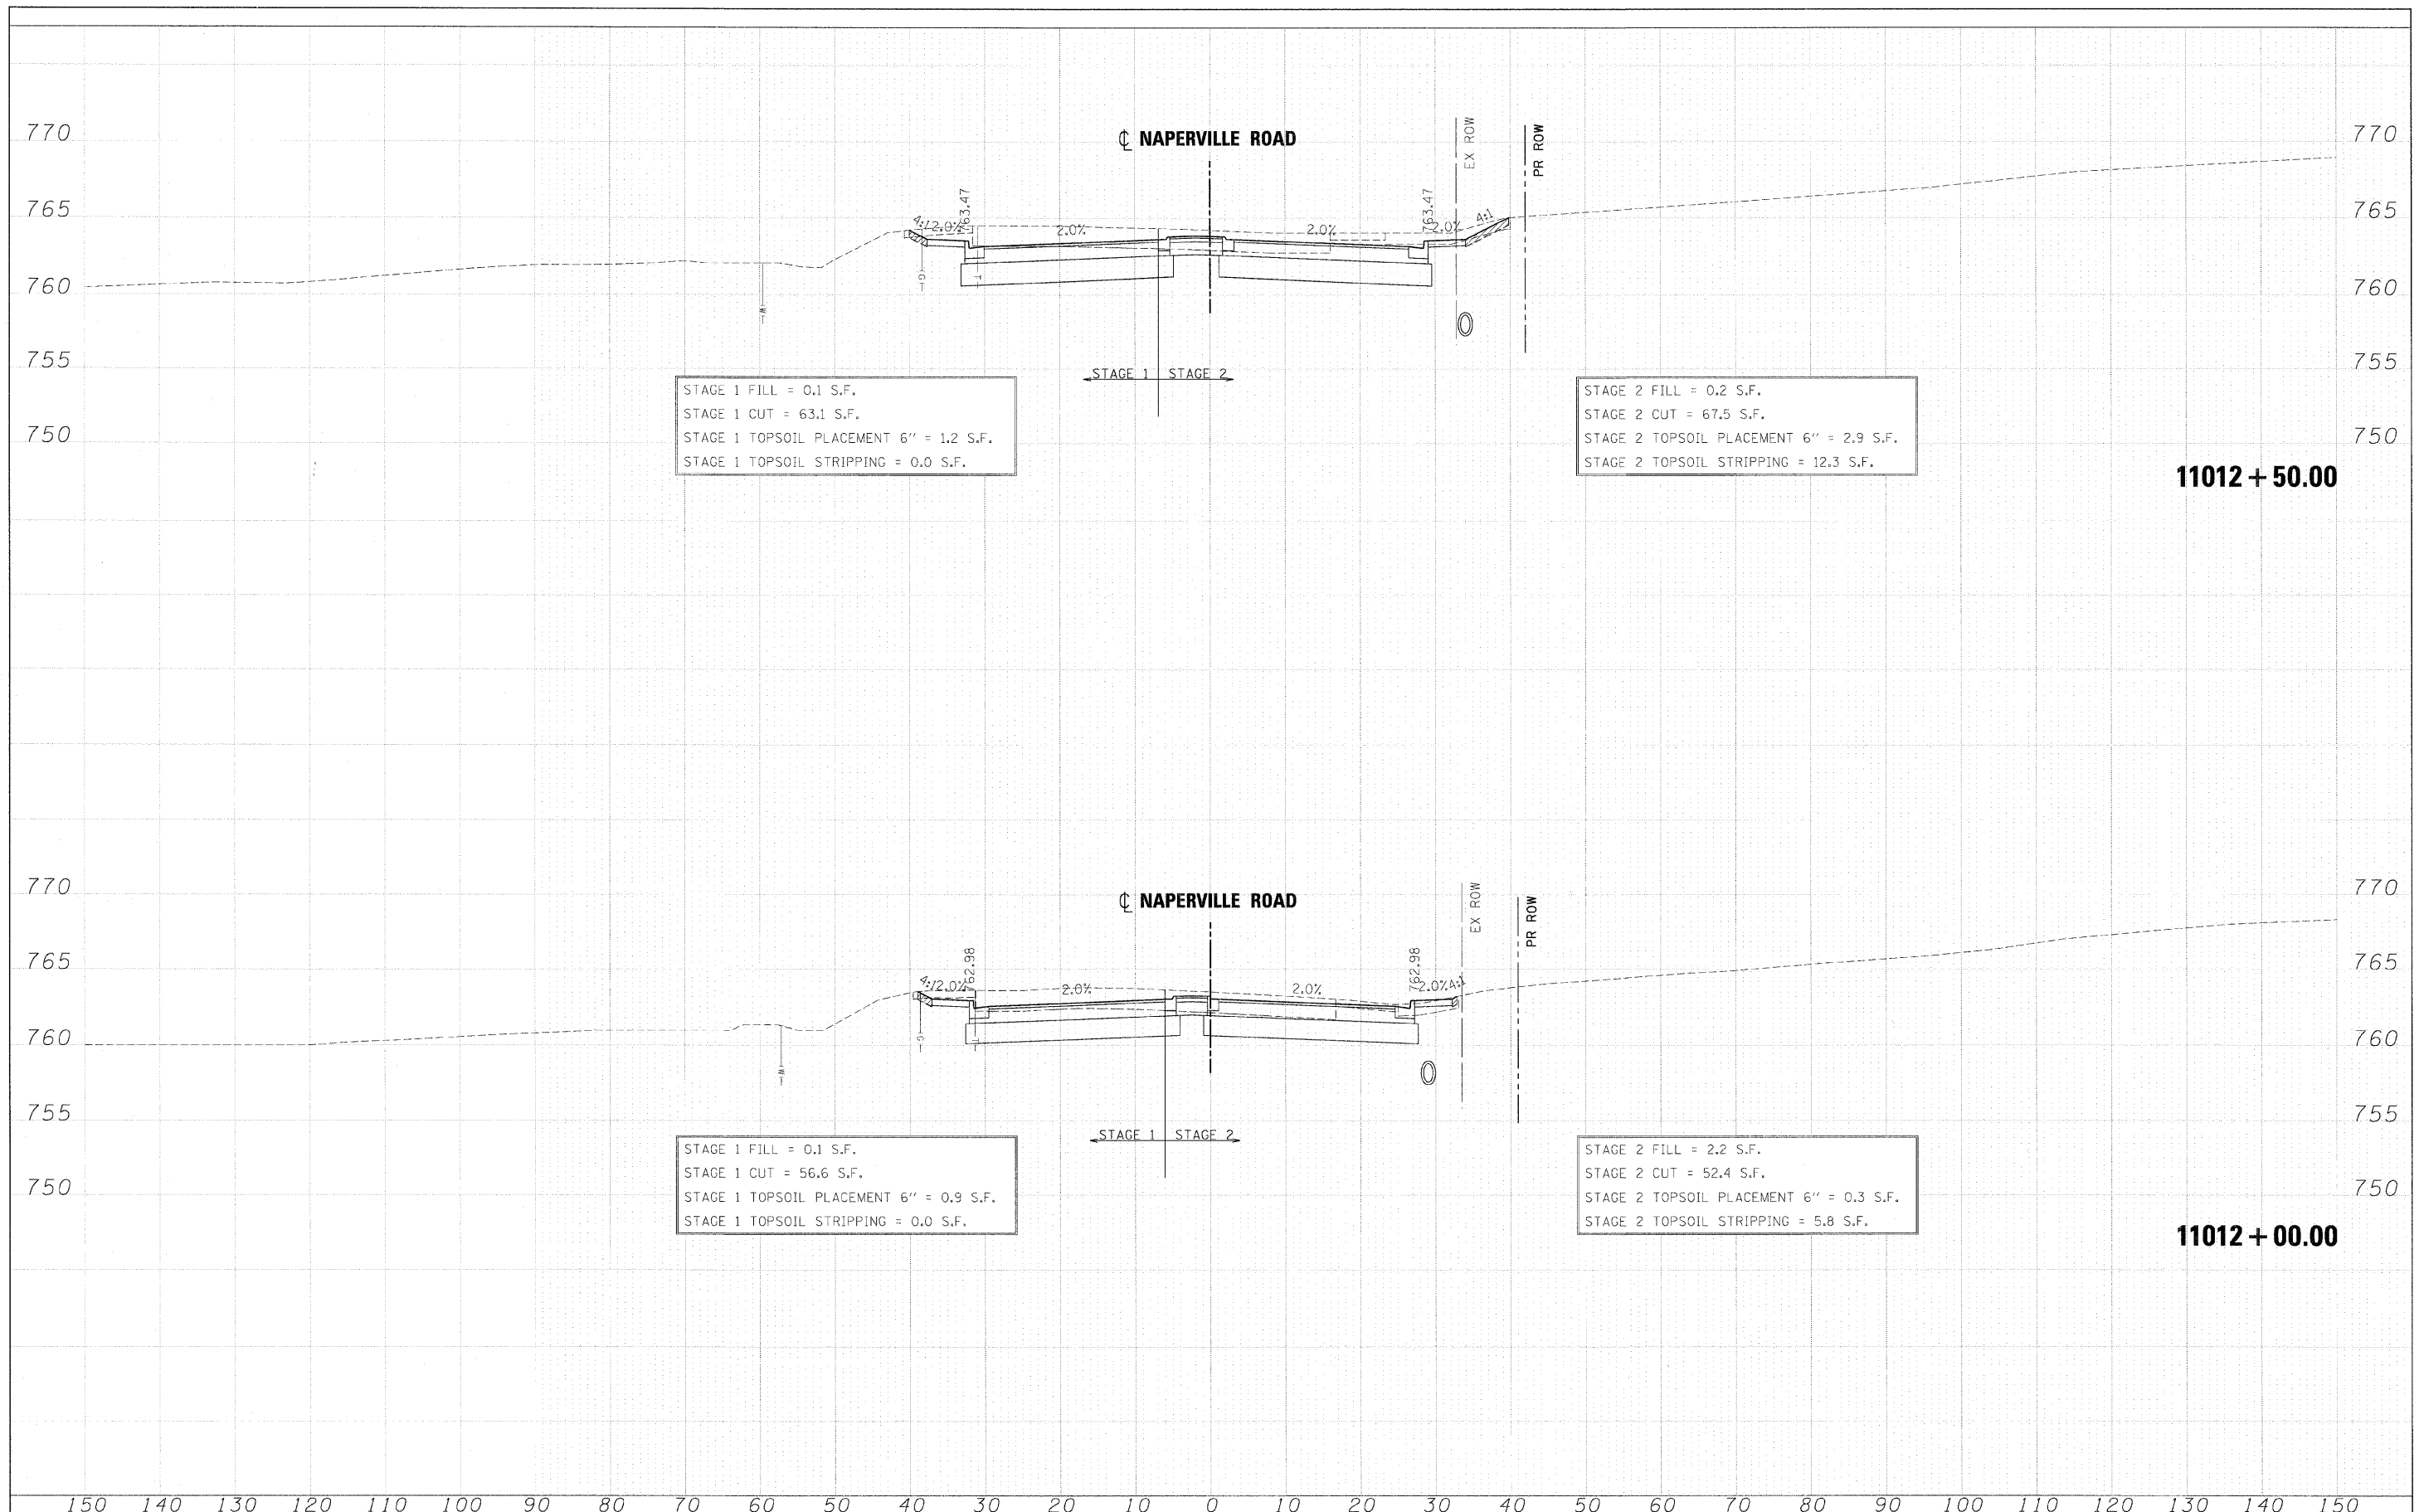 770
℄ NAPERVILLE ROAD
EX ROW
PR ROW
770
765
4:1
2.0%
763.47
2.0%
2.0%
763.47
2.0%
4:1
765
760
G
T
W
760
755
STAGE 1
STAGE 2
755
STAGE 1 FILL = 0.1 S.F.
STAGE 1 CUT = 63.1 S.F.
STAGE 1 TOPSOIL PLACEMENT 6" = 1.2 S.F.
STAGE 1 TOPSOIL STRIPPING = 0.0 S.F.
STAGE 2 FILL = 0.2 S.F.
STAGE 2 CUT = 67.5 S.F.
STAGE 2 TOPSOIL PLACEMENT 6" = 2.9 S.F.
STAGE 2 TOPSOIL STRIPPING = 12.3 S.F.
750
750
11012+50.00
770
℄ NAPERVILLE ROAD
EX ROW
PR ROW
770
765
4:1
2.0%
762.98
2.0%
2.0%
762.98
2.0%
4:1
765
760
G
T
W
760
755
STAGE 1
STAGE 2
755
STAGE 1 FILL = 0.1 S.F.
STAGE 1 CUT = 56.6 S.F.
STAGE 1 TOPSOIL PLACEMENT 6" = 0.9 S.F.
STAGE 1 TOPSOIL STRIPPING = 0.0 S.F.
STAGE 2 FILL = 2.2 S.F.
STAGE 2 CUT = 52.4 S.F.
STAGE 2 TOPSOIL PLACEMENT 6" = 0.3 S.F.
STAGE 2 TOPSOIL STRIPPING = 5.8 S.F.
750
750
11012+00.00
150 140 130 120 110 100 90 80 70 60 50 40 30 20 10 0 10 20 30 40 50 60 70 80 90 100 110 120 130 140 150